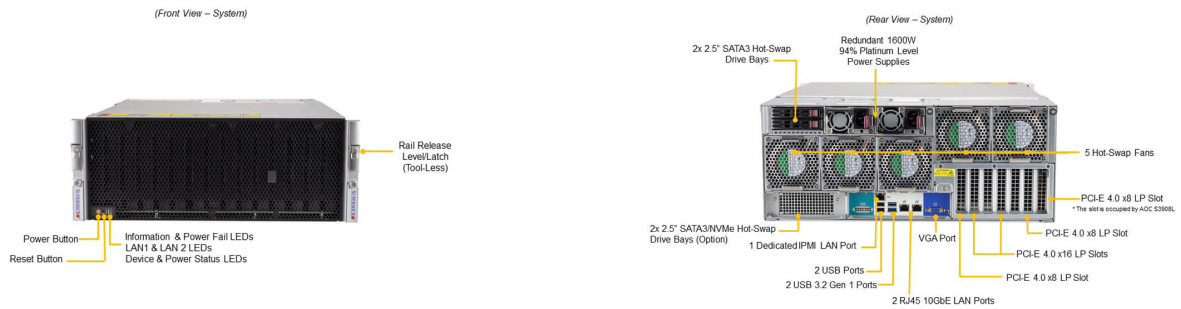 (Front View – System)
Rail Release
Level/Latch
(Tool-Less)
SUPERMICRO
SUPERMICRO
Power Button
Reset Button
Information & Power Fail LEDs
LAN1 & LAN 2 LEDs
Device & Power Status LEDs
(Rear View – System)
2x 2.5" SATA3 Hot-Swap
Drive Bays
Redundant 1600W
94% Platinum Level
Power Supplies
5 Hot-Swap Fans
PCI-E 4.0 x8 LP Slot
* The slot is occupied by AOC S3908L
PCI-E 4.0 x8 LP Slot
PCI-E 4.0 x16 LP Slots
PCI-E 4.0 x8 LP Slot
2x 2.5" SATA3/NVMe Hot-Swap
Drive Bays (Option)
1 Dedicated IPMI LAN Port
VGA Port
2 USB Ports
2 USB 3.2 Gen 1 Ports
2 RJ45 10GbE LAN Ports